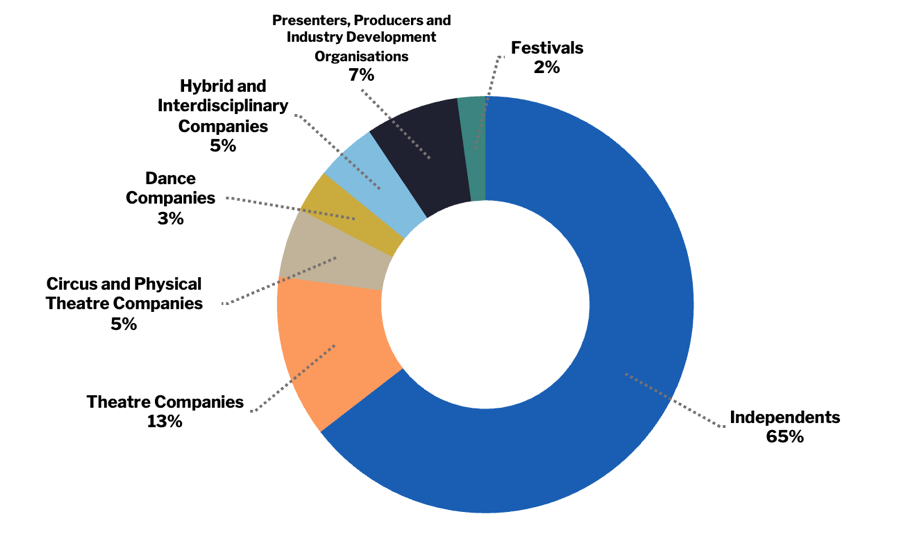 Presenters, Producers and
Industry Development
Organisations
7%
Festivals
2%
Hybrid and
Interdisciplinary
Companies
5%
Dance
Companies
3%
Circus and Physical
Theatre Companies
5%
Theatre Companies
13%
Independents
65%